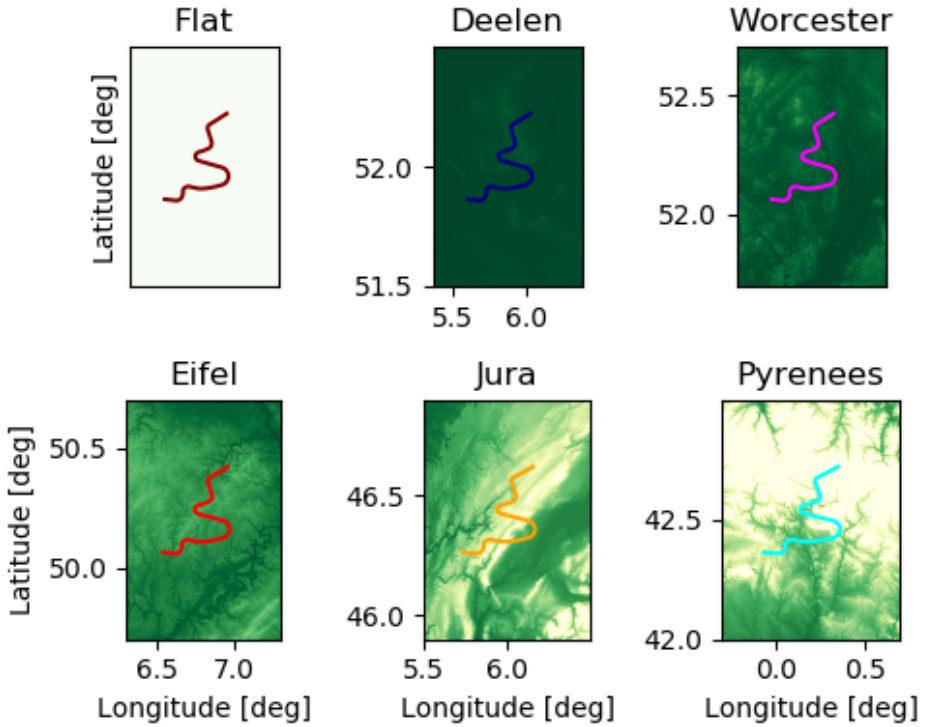 Flat
Deelen
Worcester
Latitude [deg]
52.0
51.5
5.5 6.0
52.5
52.0
Eifel
Jura
Pyrenees
Latitude [deg]
50.5
50.0
6.5 7.0
Longitude [deg]
46.5
46.0
5.5 6.0
Longitude [deg]
42.5
42.0
0.0 0.5
Longitude [deg]